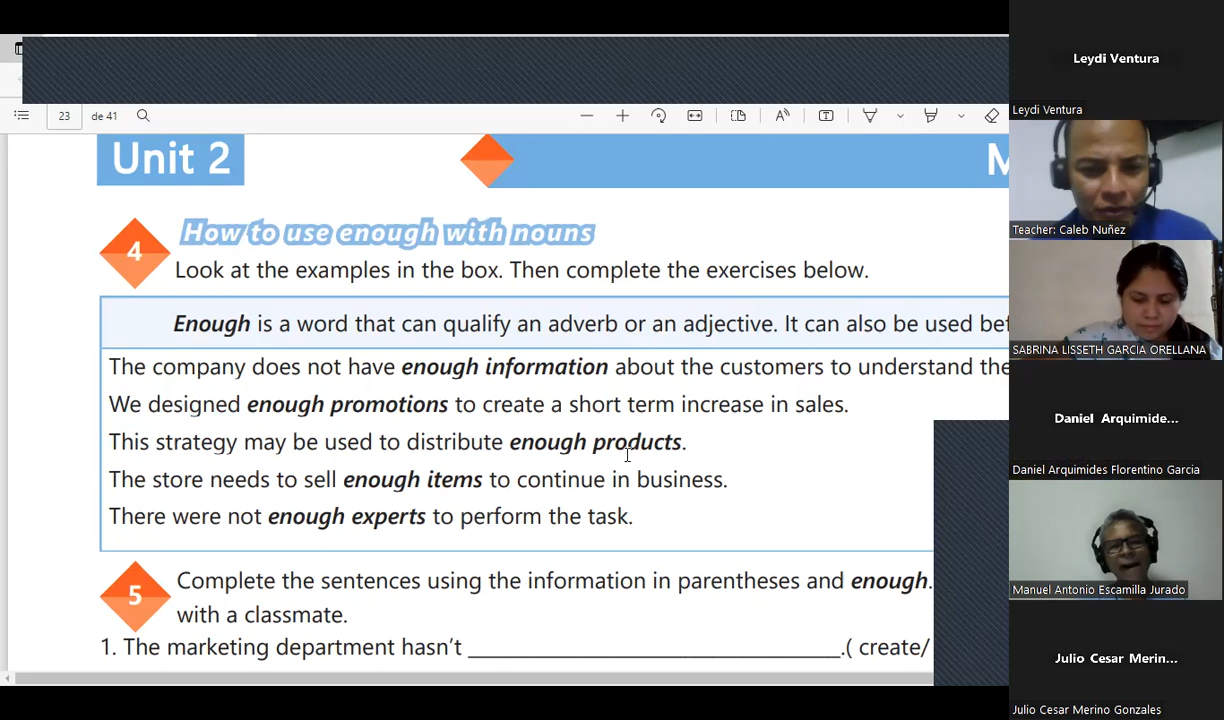 23 de 41
Unit 2
M
4
How to use enough with nouns
Look at the examples in the box. Then complete the exercises below.
Enough is a word that can qualify an adverb or an adjective. It can also be used bef
The company does not have enough information about the customers to understand the
We designed enough promotions to create a short term increase in sales.
This strategy may be used to distribute enough products.
The store needs to sell enough items to continue in business.
There were not enough experts to perform the task.
5
Complete the sentences using the information in parentheses and enough.
with a classmate.
1. The marketing department hasn't ______________________________.( create/
Leydi Ventura
Leydi Ventura
Teacher: Caleb Nuñez
SABRINA LISSETH GARCIA ORELLANA
Daniel Arquimide...
Daniel Arquimides Florentino Garcia
Manuel Antonio Escamilla Jurado
Julio Cesar Merin...
Julio Cesar Merino Gonzales